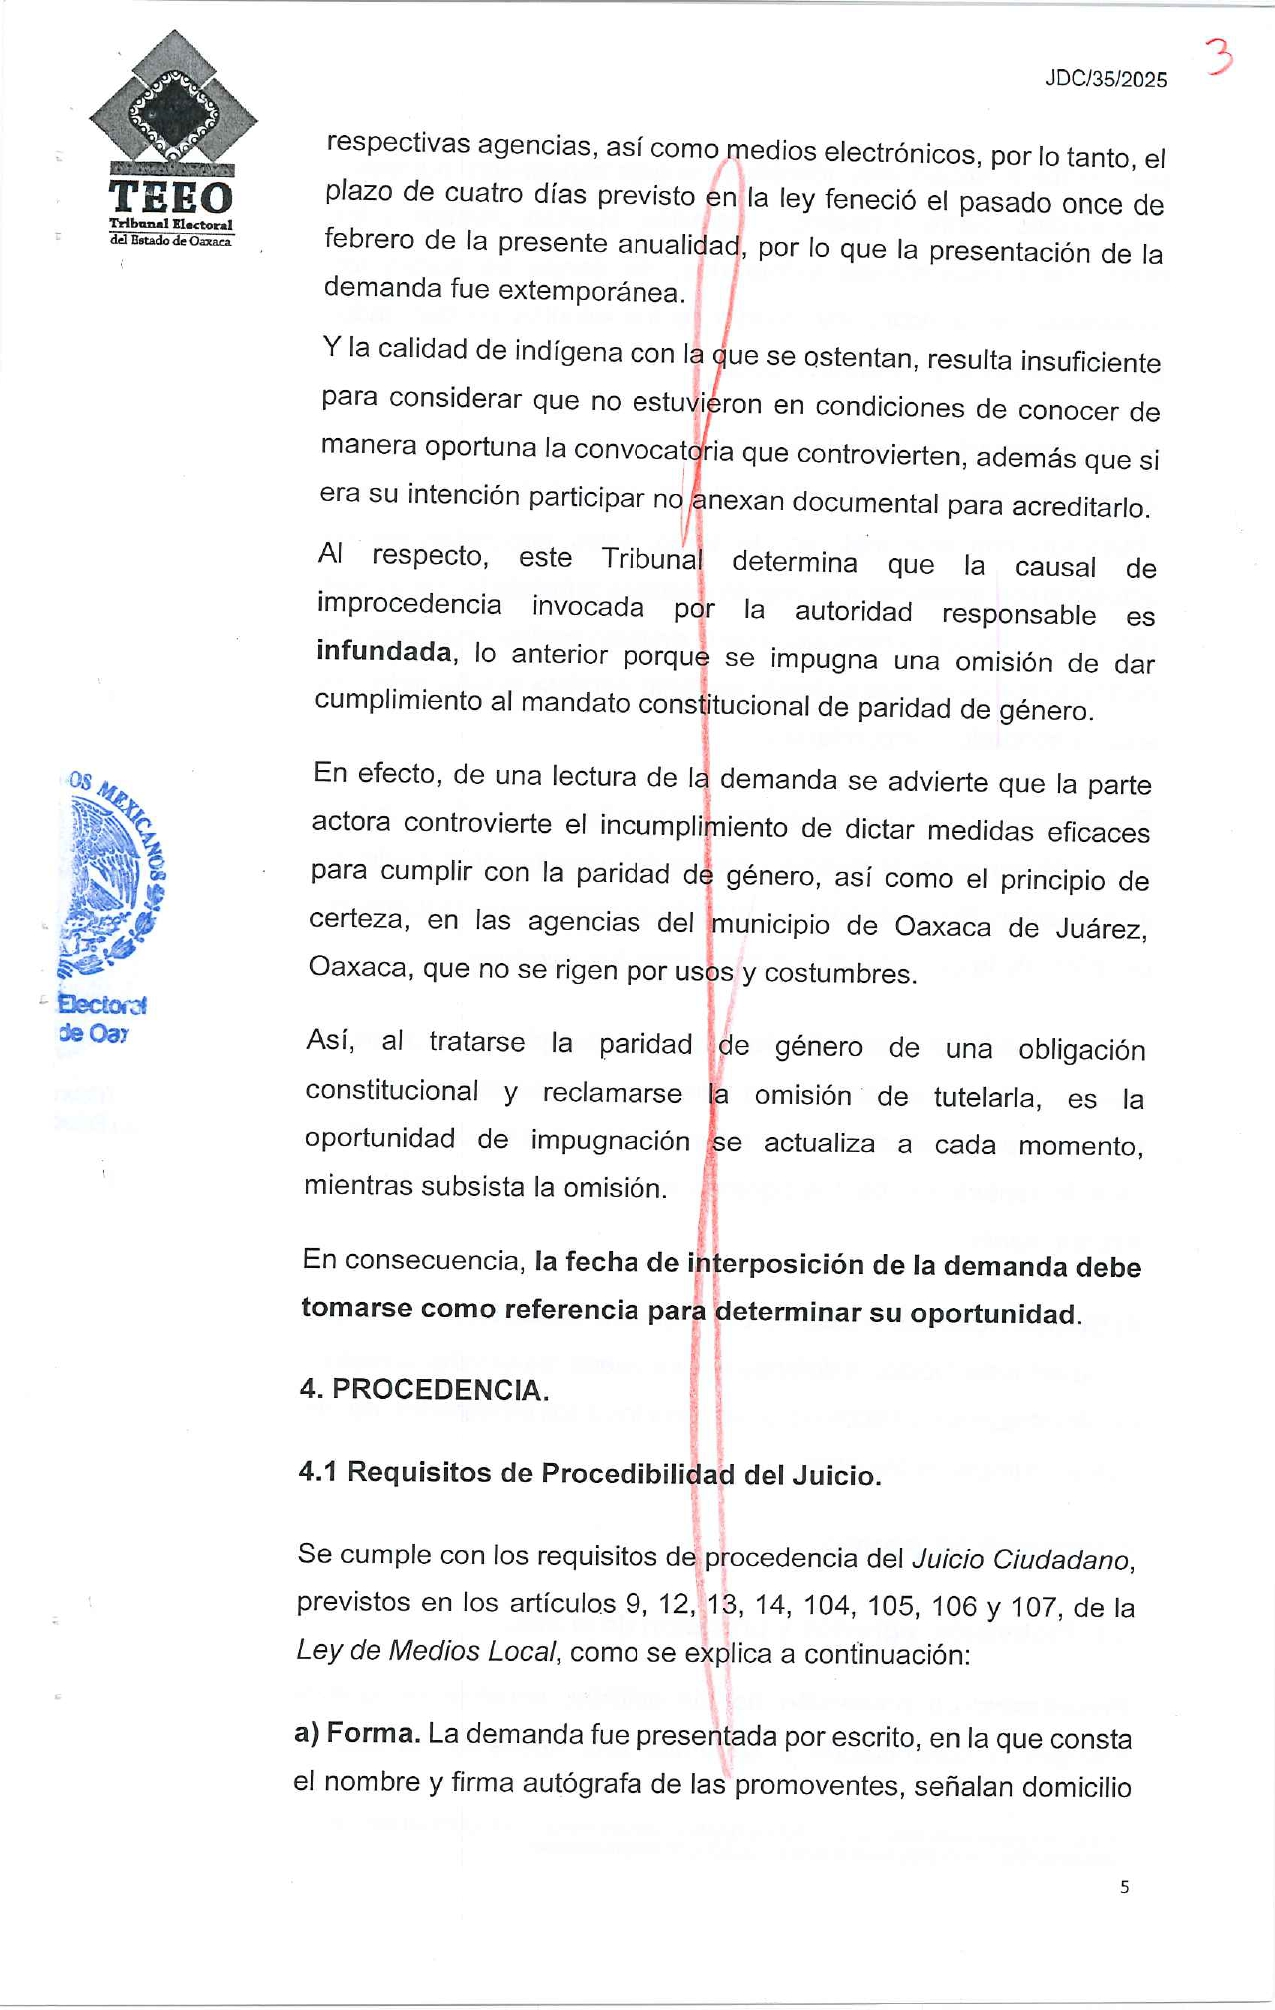 3
JDC/35/2025
TEEO
Tribunal Electoral
del Estado de Oaxaca
respectivas agencias, así como medios electrónicos, por lo tanto, el
plazo de cuatro días previsto en la ley feneció el pasado once de
febrero de la presente anualidad, por lo que la presentación de la
demanda fue extemporánea.
Y la calidad de indígena con la que se ostentan, resulta insuficiente
para considerar que no estuvieron en condiciones de conocer de
manera oportuna la convocatoria que controvierten, además que si
era su intención participar no anexan documental para acreditarlo.
Al respecto, este Tribunal determina que la causal de
improcedencia invocada por la autoridad responsable es
infundada, lo anterior porque se impugna una omisión de dar
cumplimiento al mandato constitucional de paridad de género.
En efecto, de una lectura de la demanda se advierte que la parte
actora controvierte el incumplimiento de dictar medidas eficaces
para cumplir con la paridad de género, así como el principio de
certeza, en las agencias del municipio de Oaxaca de Juárez,
Oaxaca, que no se rigen por usos y costumbres.
OS MEXICANOS
Electoral
de Oax
Así, al tratarse la paridad de género de una obligación
constitucional y reclamarse la omisión de tutelarla, es la
oportunidad de impugnación se actualiza a cada momento,
mientras subsista la omisión.
En consecuencia, la fecha de interposición de la demanda debe
tomarse como referencia para determinar su oportunidad.
4. PROCEDENCIA.
4.1 Requisitos de Procedibilidad del Juicio.
Se cumple con los requisitos de procedencia del Juicio Ciudadano,
previstos en los artículos 9, 12, 13, 14, 104, 105, 106 y 107, de la
Ley de Medios Local, como se explica a continuación:
a) Forma. La demanda fue presentada por escrito, en la que consta
el nombre y firma autógrafa de las promoventes, señalan domicilio
5